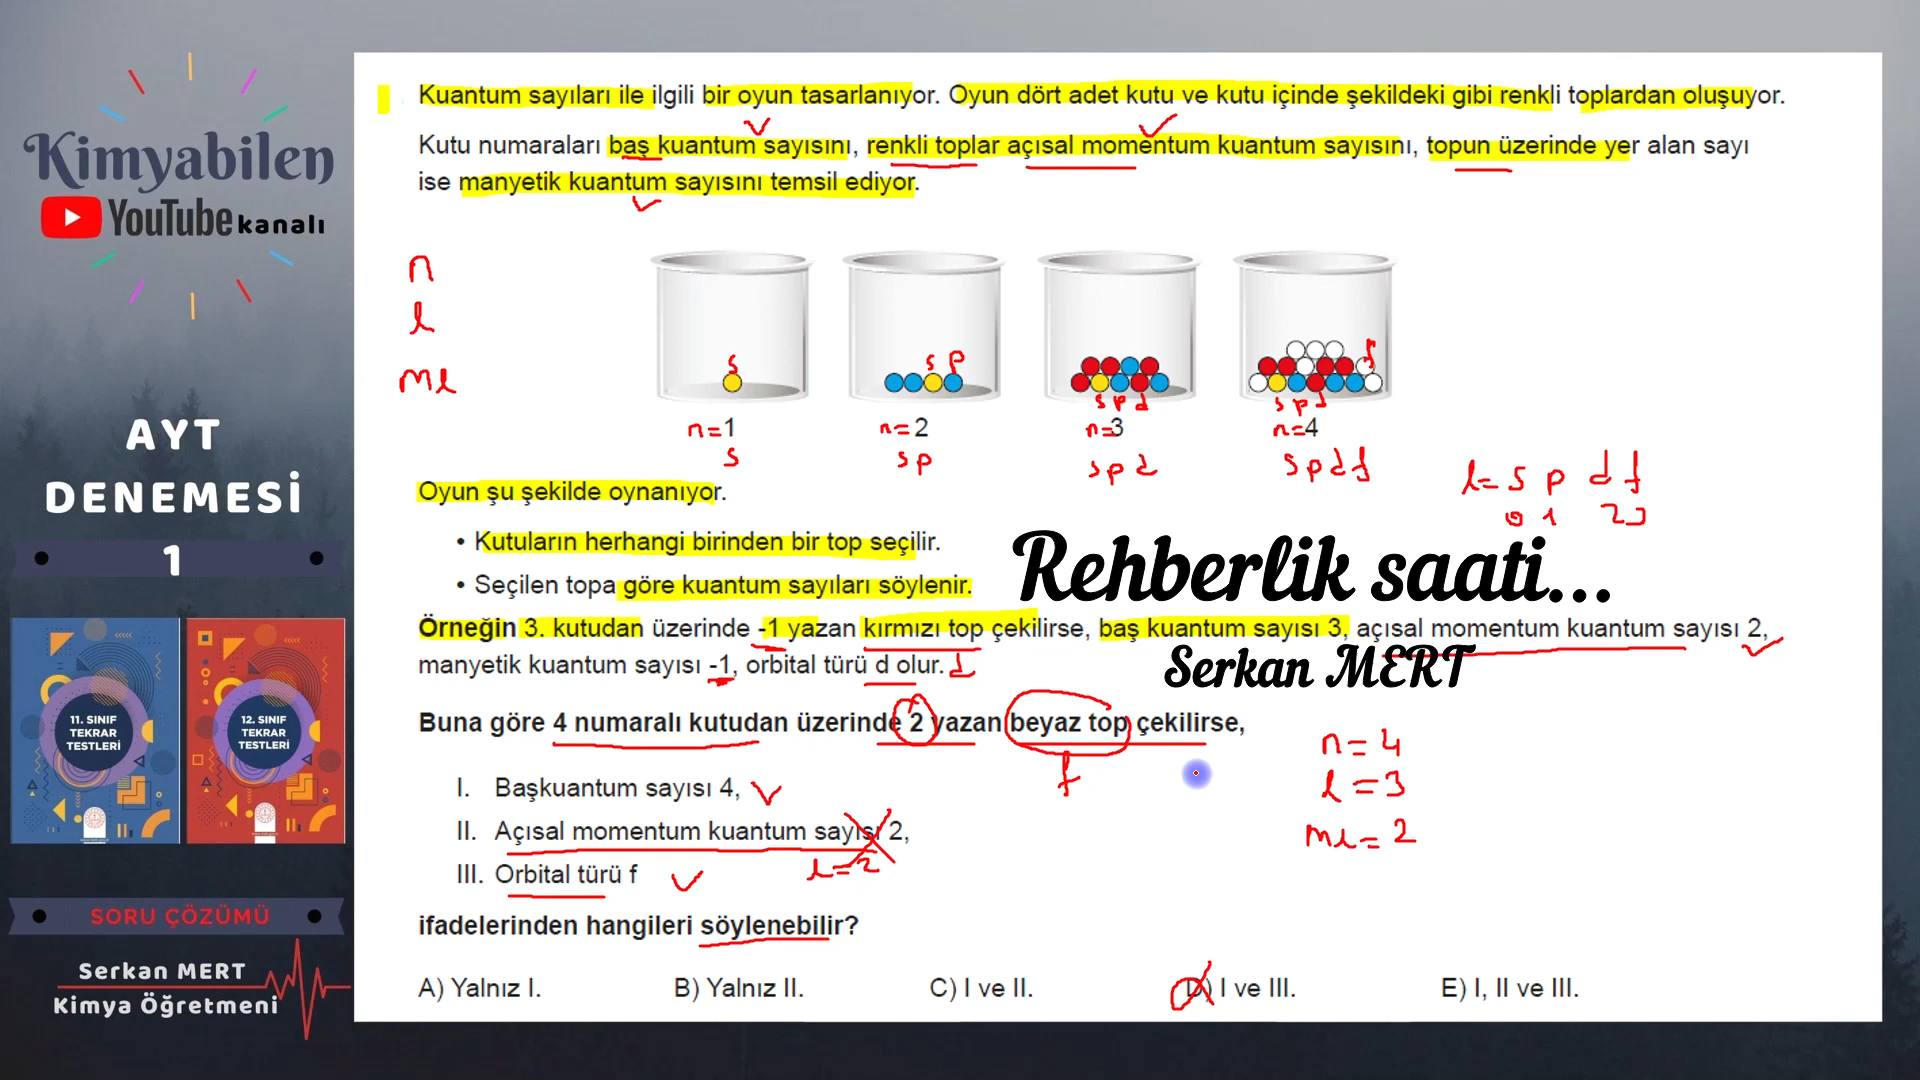 Kimyabilen
YouTube kanalı
AYT
DENEMESİ
1
11. SINIF
TEKRAR
TESTLERİ
12. SINIF
TEKRAR
TESTLERİ
SORU ÇÖZÜMÜ
Serkan MERT
Kimya Öğretmeni
Kuantum sayıları ile ilgili bir oyun tasarlanıyor. Oyun dört adet kutu ve kutu içinde şekildeki gibi renkli toplardan oluşuyor.
Kutu numaraları baş kuantum sayısını, renkli toplar açısal momentum kuantum sayısını, topun üzerinde yer alan sayı
ise manyetik kuantum sayısını temsil ediyor.
n
l
ml
s
s p
f
s p d
s p d
n=1
n=2
n=3
n=4
s
s p
s p d
s p d f
l= s p d f
0 1 2 3
Oyun şu şekilde oynanıyor.
• Kutuların herhangi birinden bir top seçilir.
• Seçilen topa göre kuantum sayıları söylenir.
Rehberlik saati...
Örneğin 3. kutudan üzerinde -1 yazan kırmızı top çekilirse, baş kuantum sayısı 3, açısal momentum kuantum sayısı 2,
manyetik kuantum sayısı -1, orbital türü d olur. d
Serkan MERT
Buna göre 4 numaralı kutudan üzerinde 2 yazan beyaz top çekilirse,
f
n=4
l=3
ml=2
I. Başkuantum sayısı 4,
II. Açısal momentum kuantum sayısı 2,
l=2
III. Orbital türü f
ifadelerinden hangileri söylenebilir?
A) Yalnız I. B) Yalnız II. C) I ve II. D) I ve III. E) I, II ve III.